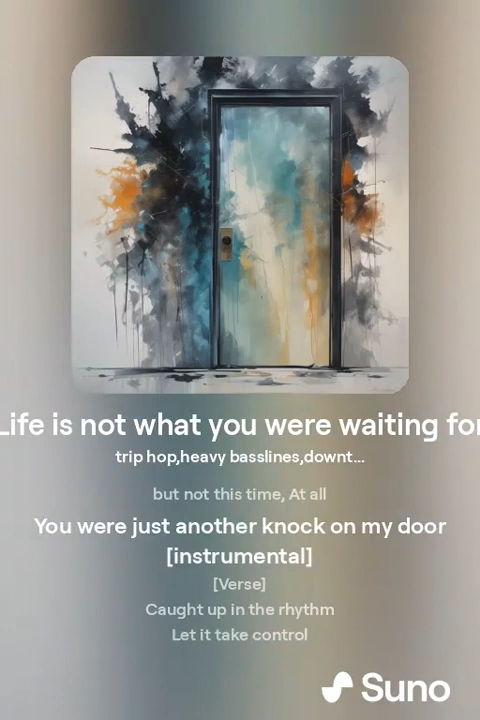 Life is not what you were waiting for
trip hop,heavy basslines,downt...
but not this time, At all
You were just another knock on my door
[instrumental]
[Verse]
Caught up in the rhythm
Let it take control
Suno